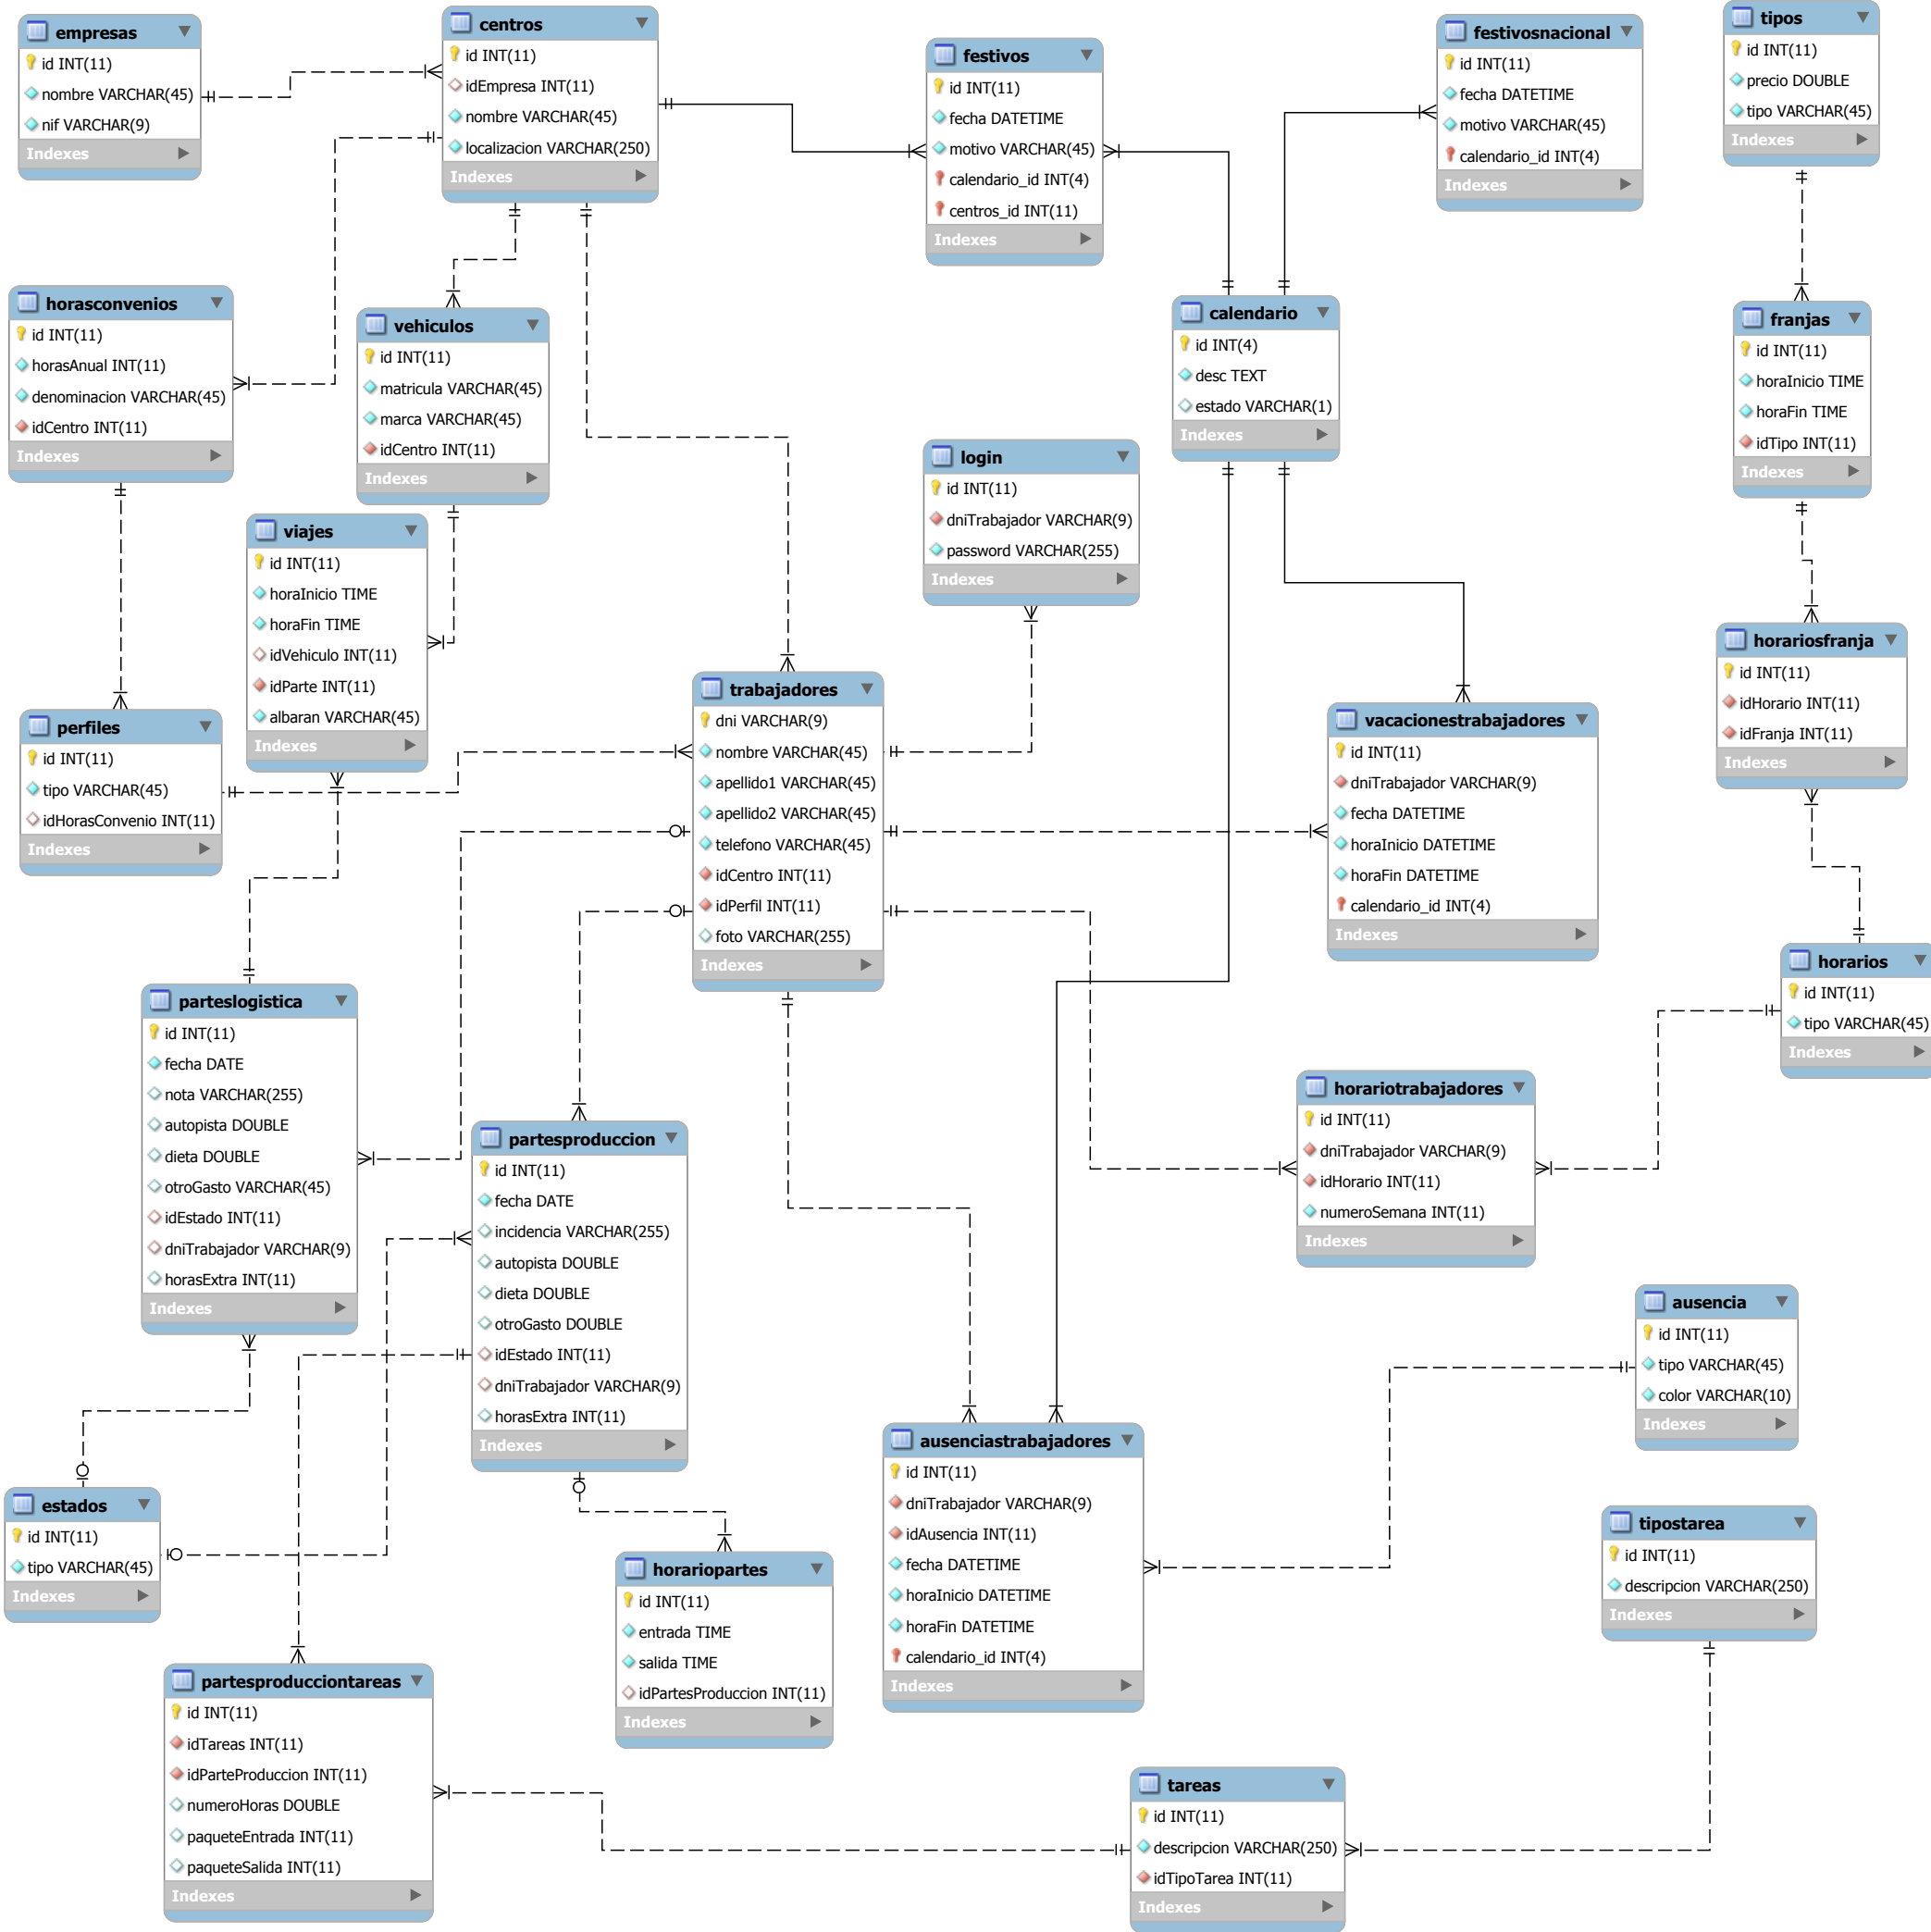 empresas
id INT(11)
nombre VARCHAR(45)
nif VARCHAR(9)
Indexes
centros
id INT(11)
idEmpresa INT(11)
nombre VARCHAR(45)
localizacion VARCHAR(250)
Indexes
festivos
id INT(11)
fecha DATETIME
motivo VARCHAR(45)
calendario_id INT(4)
centros_id INT(11)
Indexes
festivosnacional
id INT(11)
fecha DATETIME
motivo VARCHAR(45)
calendario_id INT(4)
Indexes
tipos
id INT(11)
precio DOUBLE
tipo VARCHAR(45)
Indexes
horasconvenios
id INT(11)
horasAnual INT(11)
denominacion VARCHAR(45)
idCentro INT(11)
Indexes
vehiculos
id INT(11)
matricula VARCHAR(45)
marca VARCHAR(45)
idCentro INT(11)
Indexes
calendario
id INT(4)
desc TEXT
estado VARCHAR(1)
Indexes
franjas
id INT(11)
horaInicio TIME
horaFin TIME
idTipo INT(11)
Indexes
login
id INT(11)
dniTrabajador VARCHAR(9)
password VARCHAR(255)
Indexes
viajes
id INT(11)
horaInicio TIME
horaFin TIME
idVehiculo INT(11)
idParte INT(11)
albaran VARCHAR(45)
Indexes
horariosfranja
id INT(11)
idHorario INT(11)
idFranja INT(11)
Indexes
perfiles
id INT(11)
tipo VARCHAR(45)
idHorasConvenio INT(11)
Indexes
trabajadores
dni VARCHAR(9)
nombre VARCHAR(45)
apellido1 VARCHAR(45)
apellido2 VARCHAR(45)
telefono VARCHAR(45)
idCentro INT(11)
idPerfil INT(11)
foto VARCHAR(255)
Indexes
vacacionestrabajadores
id INT(11)
dniTrabajador VARCHAR(9)
fecha DATETIME
horaInicio DATETIME
horaFin DATETIME
calendario_id INT(4)
Indexes
horarios
id INT(11)
tipo VARCHAR(45)
Indexes
parteslogistica
id INT(11)
fecha DATE
nota VARCHAR(255)
autopista DOUBLE
dieta DOUBLE
otroGasto VARCHAR(45)
idEstado INT(11)
dniTrabajador VARCHAR(9)
horasExtra INT(11)
Indexes
partesproduccion
id INT(11)
fecha DATE
incidencia VARCHAR(255)
autopista DOUBLE
dieta DOUBLE
otroGasto DOUBLE
idEstado INT(11)
dniTrabajador VARCHAR(9)
horasExtra INT(11)
Indexes
horariotrabajadores
id INT(11)
dniTrabajador VARCHAR(9)
idHorario INT(11)
numeroSemana INT(11)
Indexes
ausencia
id INT(11)
tipo VARCHAR(45)
color VARCHAR(10)
Indexes
ausenciastrabajadores
id INT(11)
dniTrabajador VARCHAR(9)
idAusencia INT(11)
fecha DATETIME
horaInicio DATETIME
horaFin DATETIME
calendario_id INT(4)
Indexes
estados
id INT(11)
tipo VARCHAR(45)
Indexes
tipostarea
id INT(11)
descripcion VARCHAR(250)
Indexes
horariopartes
id INT(11)
entrada TIME
salida TIME
idPartesProduccion INT(11)
Indexes
partesproducciontareas
id INT(11)
idTareas INT(11)
idParteProduccion INT(11)
numeroHoras DOUBLE
paqueteEntrada INT(11)
paqueteSalida INT(11)
Indexes
tareas
id INT(11)
descripcion VARCHAR(250)
idTipoTarea INT(11)
Indexes